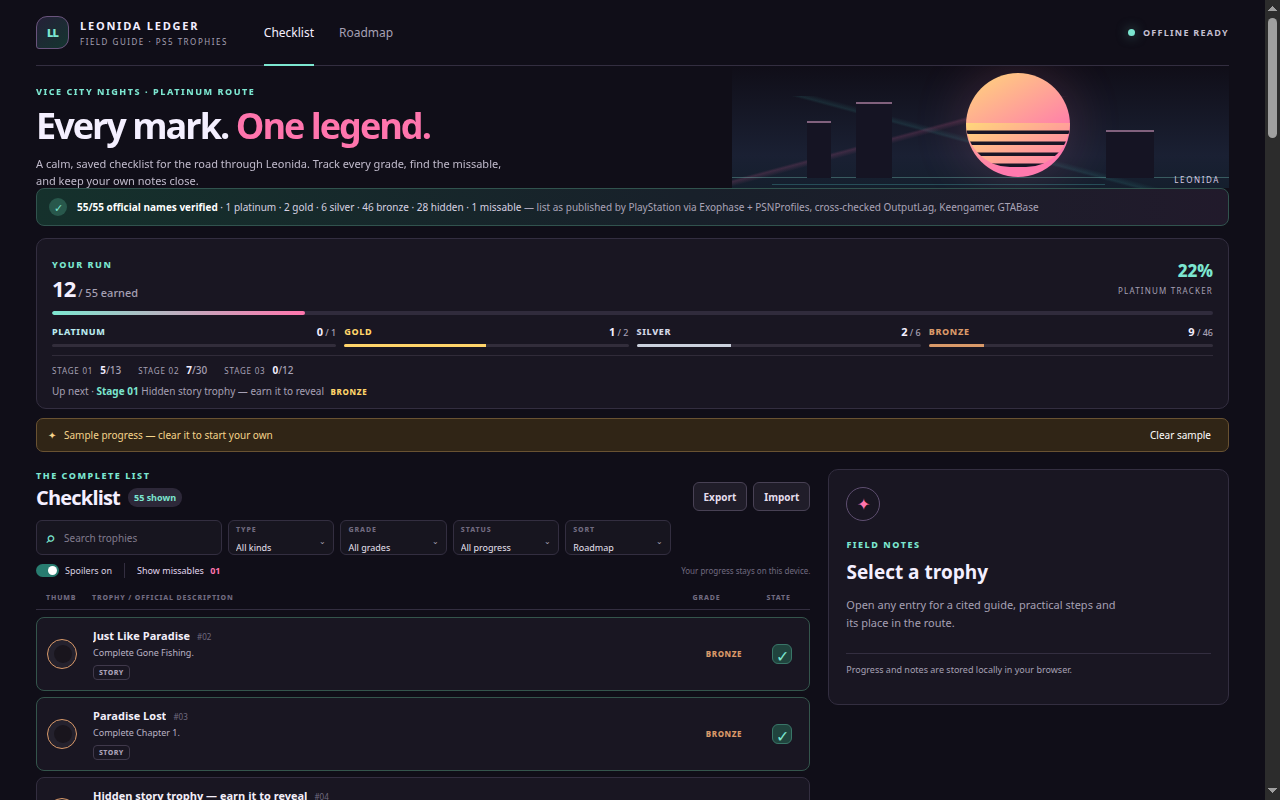 LL
LEONIDA LEDGER
FIELD GUIDE · PS5 TROPHIES
Checklist
Roadmap
OFFLINE READY
VICE CITY NIGHTS · PLATINUM ROUTE
Every mark. One legend.
A calm, saved checklist for the road through Leonida. Track every grade, find the missable,
and keep your own notes close.
LEONIDA
✓ 55/55 official names verified · 1 platinum · 2 gold · 6 silver · 46 bronze · 28 hidden · 1 missable — list as published by PlayStation via Exophase + PSNProfiles, cross-checked OutputLag, Keengamer, GTABase
YOUR RUN
12 / 55 earned
22%
PLATINUM TRACKER
PLATINUM 0 / 1
GOLD 1 / 2
SILVER 2 / 6
BRONZE 9 / 46
STAGE 01 5/13 STAGE 02 7/30 STAGE 03 0/12
Up next · Stage 01 Hidden story trophy — earn it to reveal BRONZE
✦ Sample progress — clear it to start your own
Clear sample
THE COMPLETE LIST
Checklist 55 shown
Export
Import
Search trophies
TYPE
All kinds
GRADE
All grades
STATUS
All progress
SORT
Roadmap
Spoilers on
Show missables 01
Your progress stays on this device.
THUMB TROPHY / OFFICIAL DESCRIPTION GRADE STATE
Just Like Paradise #02
Complete Gone Fishing.
STORY
BRONZE ✓
Paradise Lost #03
Complete Chapter 1.
STORY
BRONZE ✓
Hidden story trophy — earn it to reveal #04
✦
FIELD NOTES
Select a trophy
Open any entry for a cited guide, practical steps and
its place in the route.
Progress and notes are stored locally in your browser.